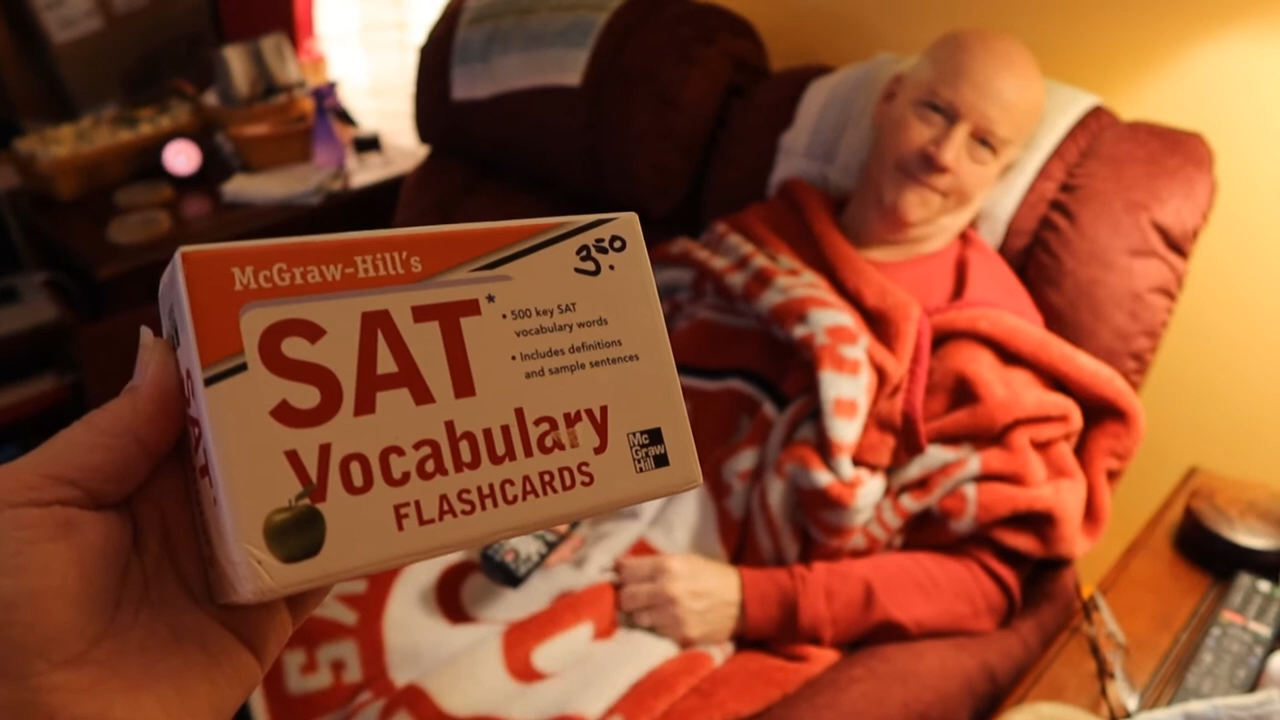 McGraw-Hill's
3.50
SAT*
• 500 key SAT
vocabulary words
• Includes definitions
and sample sentences
Vocabulary
FLASHCARDS
Mc
Graw
Hill
SAT